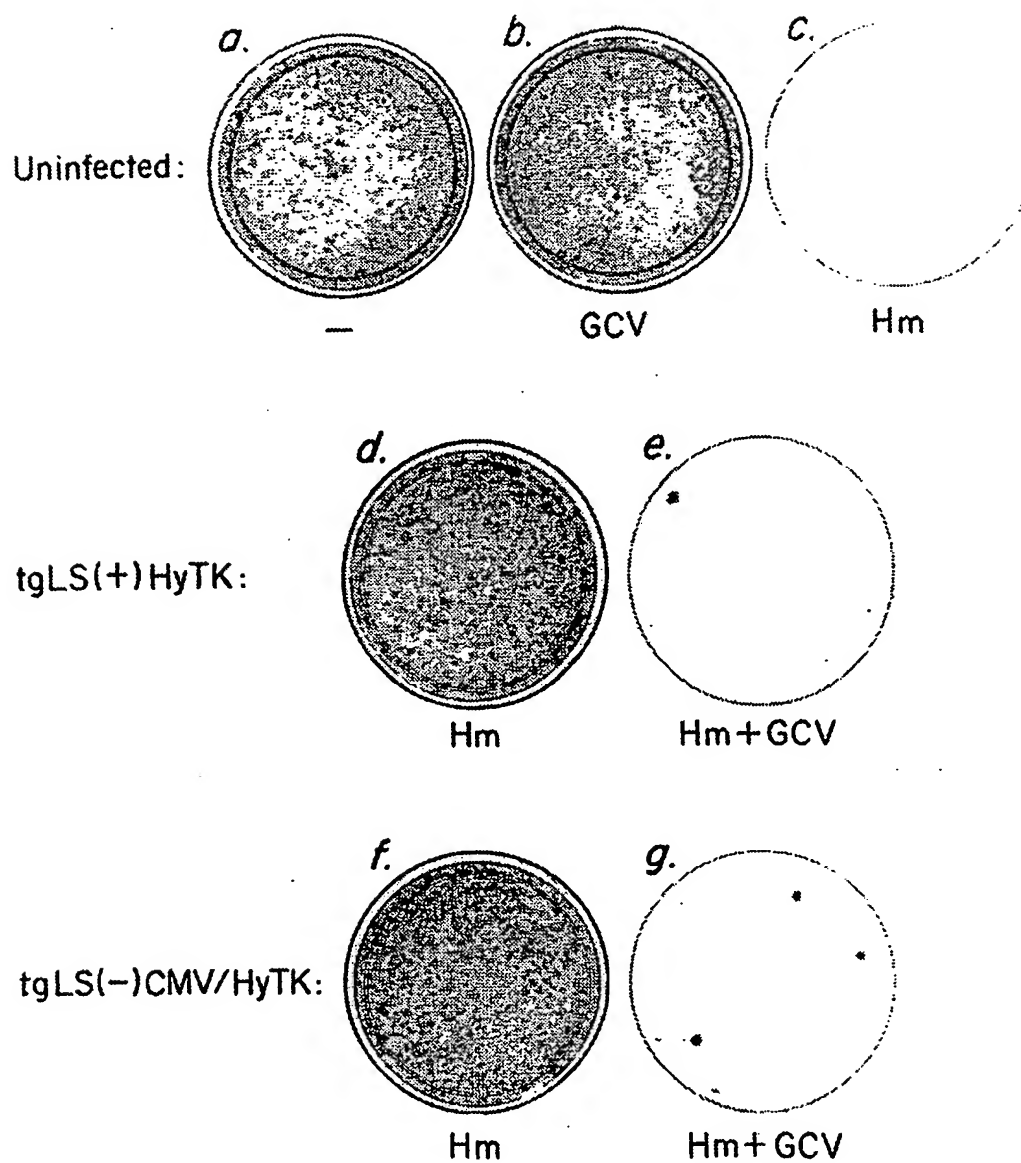 a. b. c.
Uninfected:
— GCV Hm
d. e.
tgLS(+)HyTK:
Hm Hm+GCV
f. g.
tgLS(-)CMV/HyTK:
Hm Hm+GCV